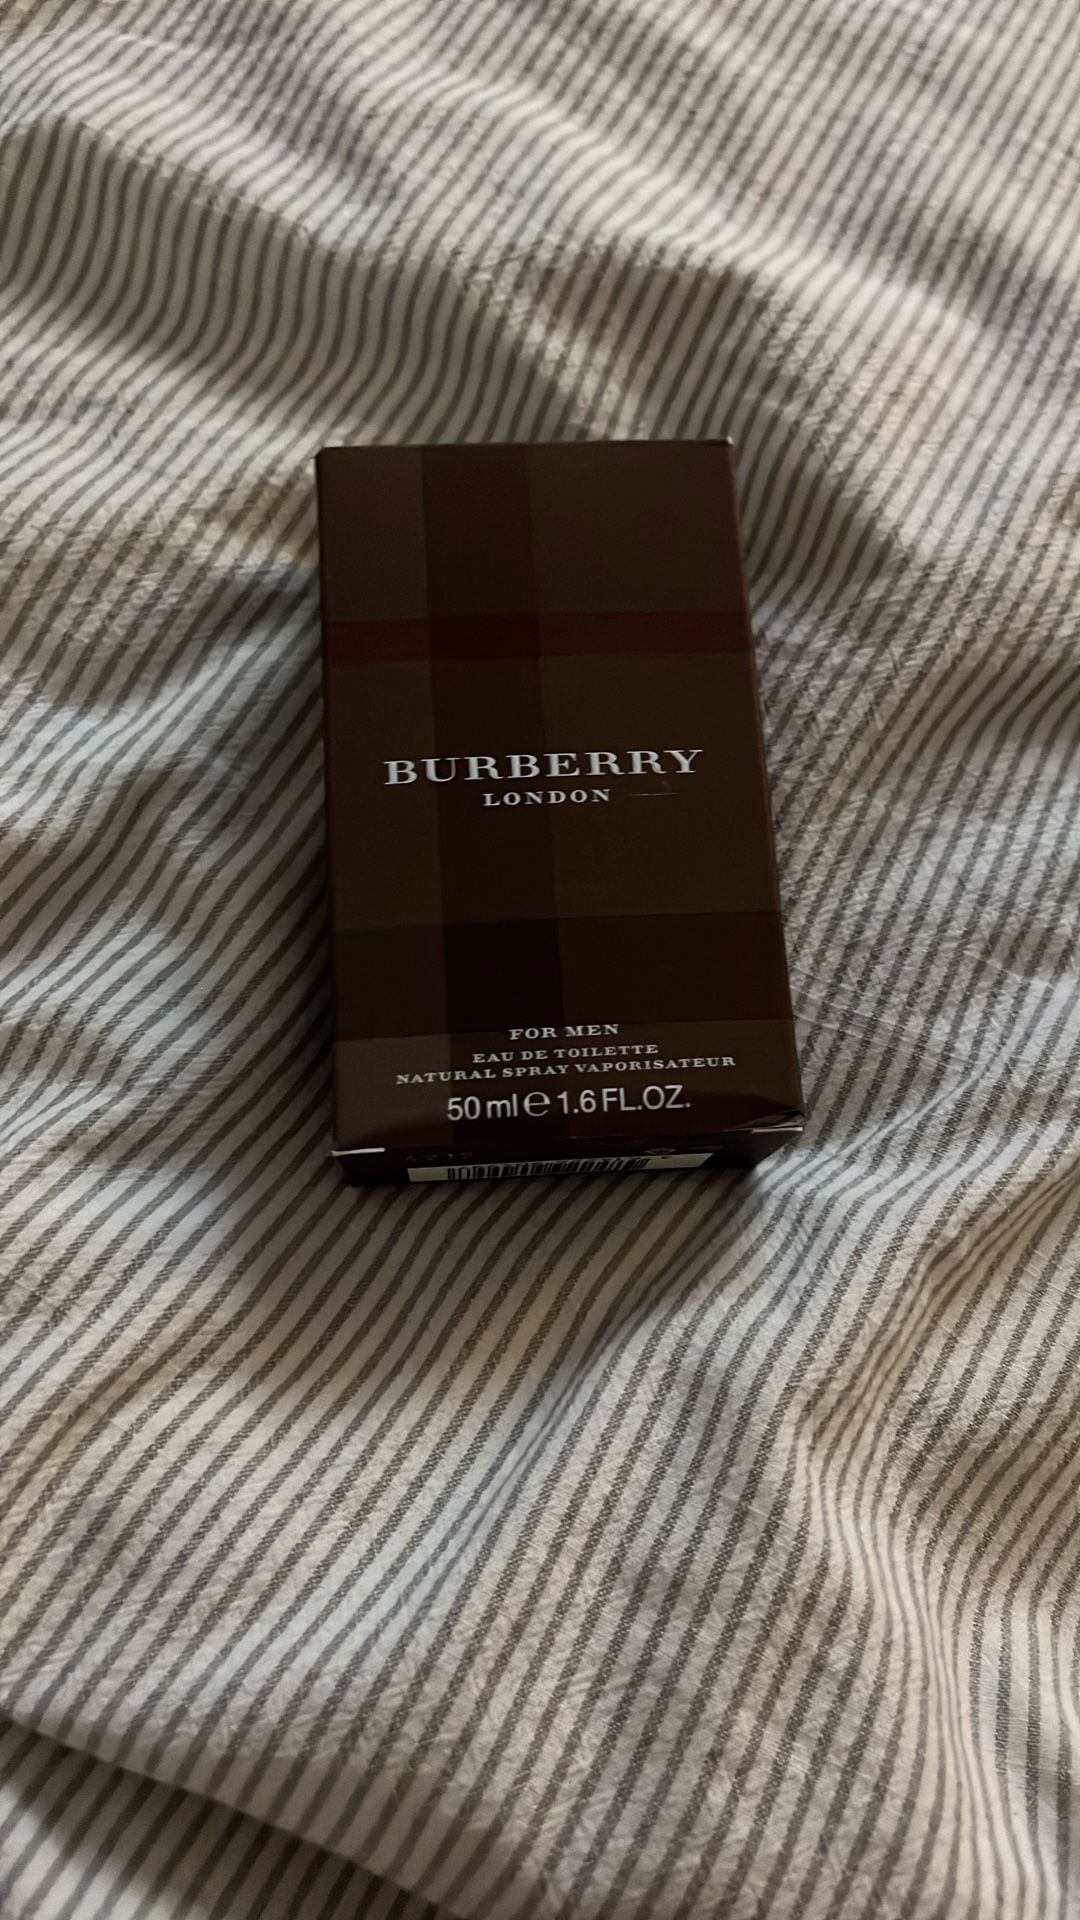 BURBERRY
LONDON
FOR MEN
EAU DE TOILETTE
NATURAL SPRAY VAPORISATEUR
50 ml ℮ 1.6 FL.OZ.